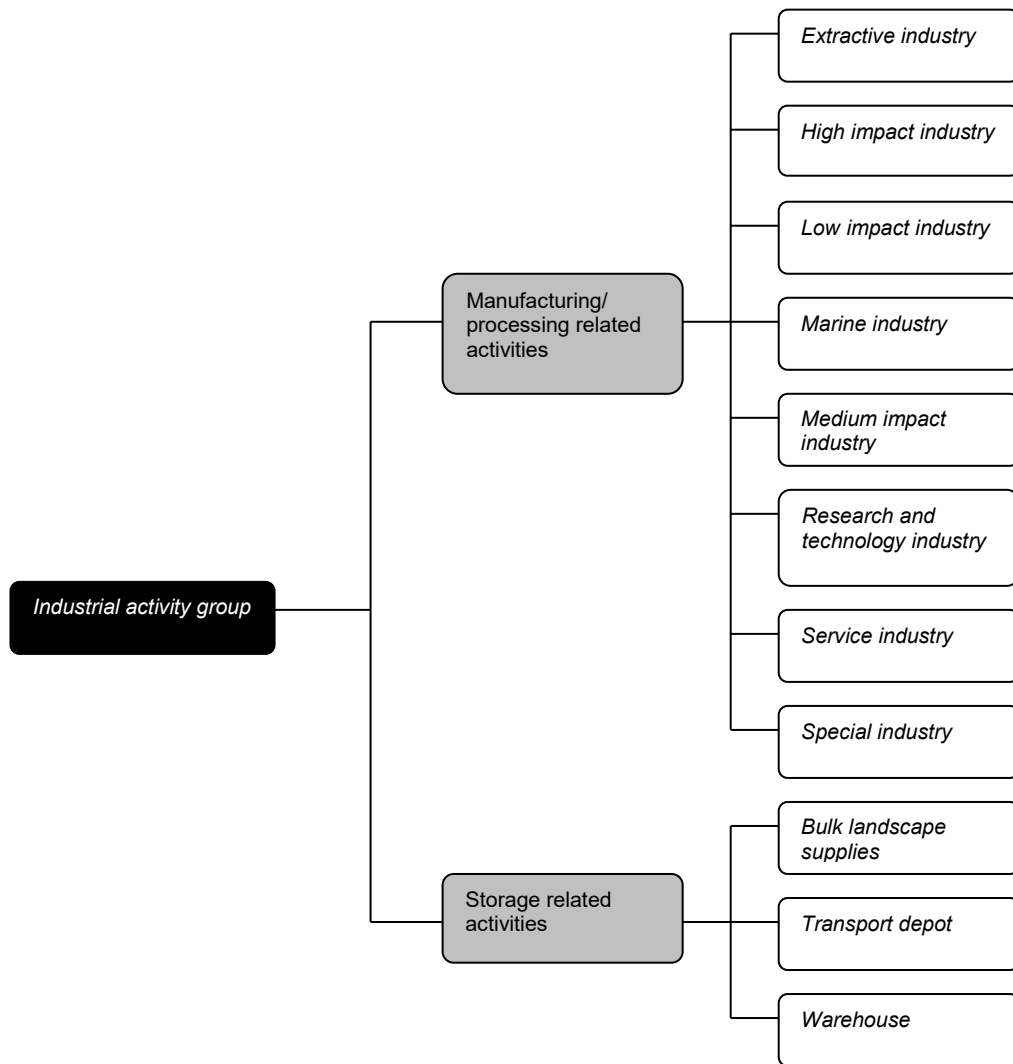 Extractive industry
High impact industry
Low impact industry
Manufacturing/
processing related
activities
Marine industry
Medium impact
industry
Research and
technology industry
Industrial activity group
Service industry
Special industry
Bulk landscape
supplies
Storage related
activities
Transport depot
Warehouse